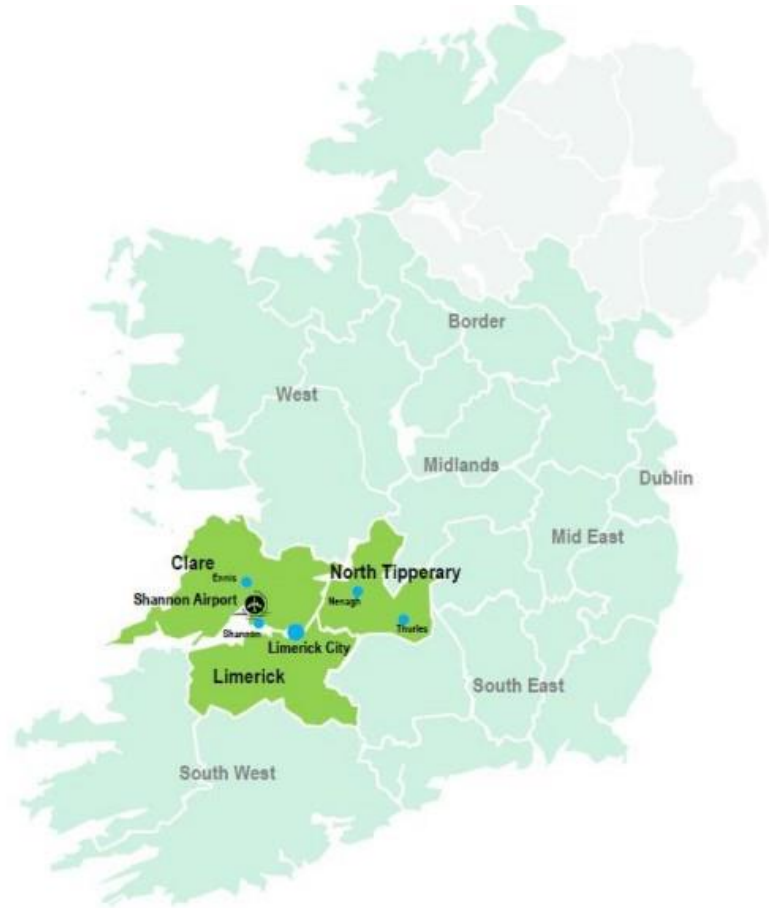 Border
West
Midlands
Dublin
Mid East
Clare
Ennis
North Tipperary
Shannon Airport
Nenagh
Thurles
Shannon
Limerick City
Limerick
South East
South West